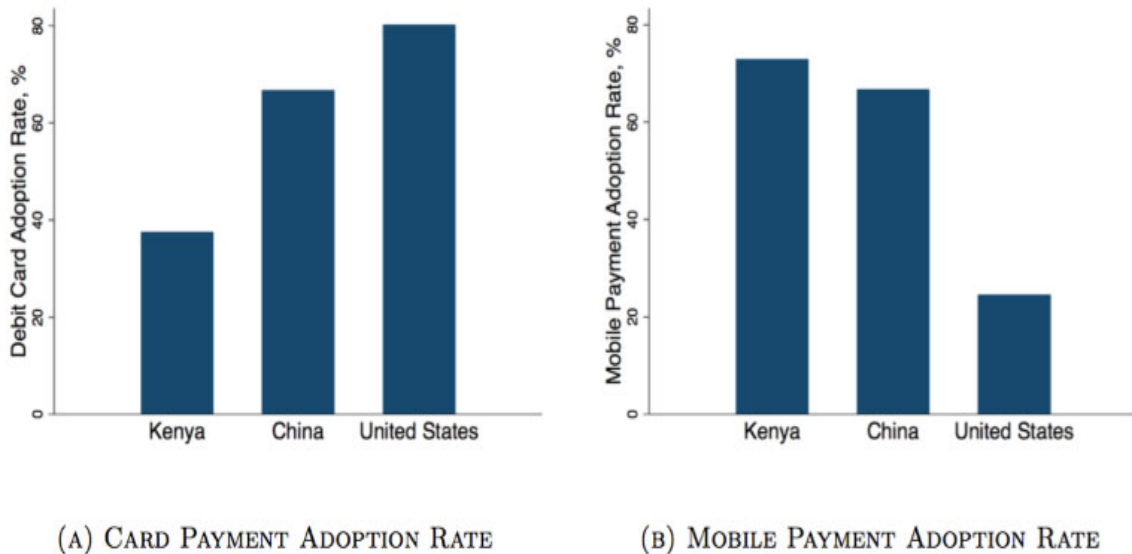 Debit Card Adoption Rate, %
80
60
40
20
0
Kenya China United States
(A) CARD PAYMENT ADOPTION RATE
Mobile Payment Adoption Rate, %
80
60
40
20
0
Kenya China United States
(B) MOBILE PAYMENT ADOPTION RATE